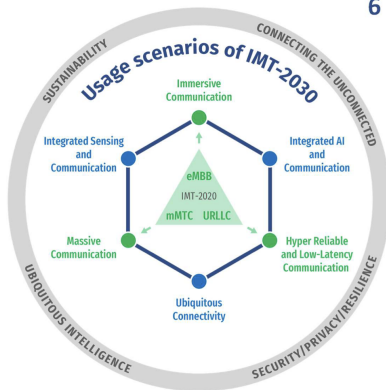 6
SUSTAINABILITY
CONNECTING THE UNCONNECTED
Usage scenarios of IMT-2030
Immersive
Communication
Integrated Sensing
and
Communication
Integrated AI
and
Communication
eMBB
IMT-2020
mMTC URLLC
Massive
Communication
Hyper Reliable
and Low-Latency
Communication
Ubiquitous
Connectivity
UBIQUITOUS INTELLIGENCE
SECURITY/PRIVACY/RESILIENCE